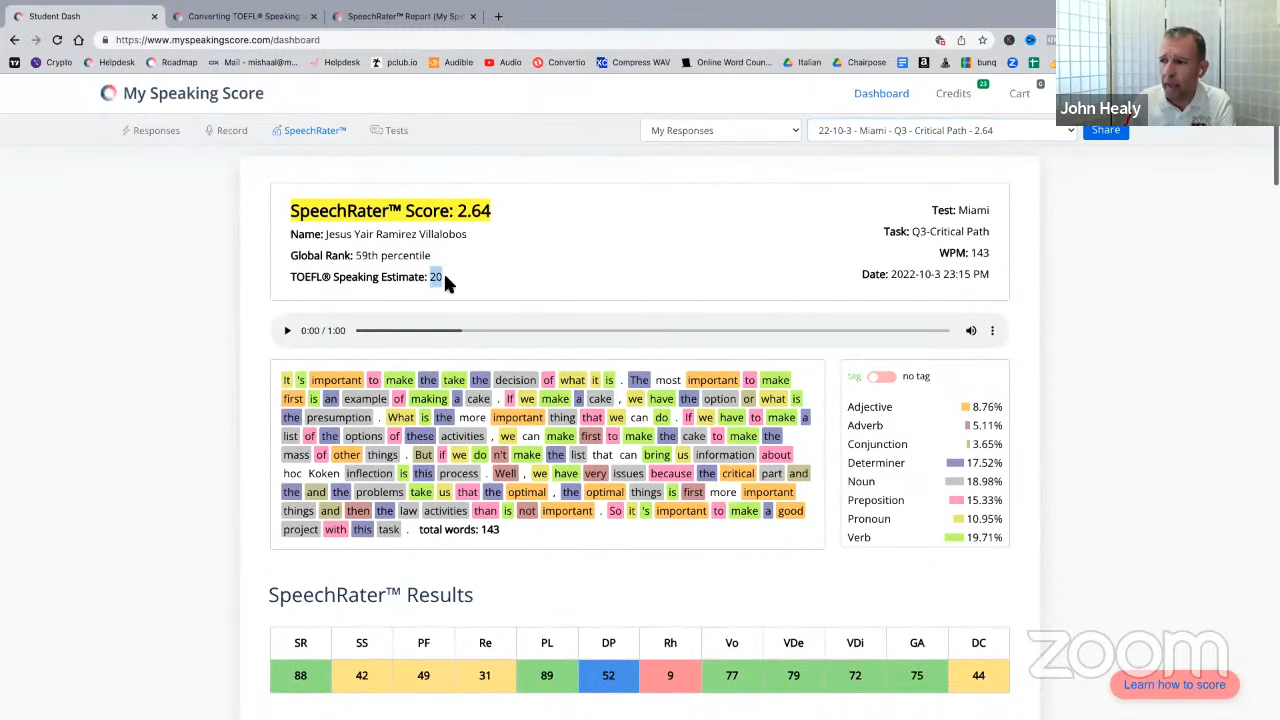 Student Dash
Converting TOEFL® Speaking
SpeechRater™ Report (My Spe
https://www.myspeakingscore.com/dashboard
Crypto
Helpdesk
Roadmap
Mail - mishaal@m...
Helpdesk
pclub.io
Audible
Audio
Convertio
Compress WAV
Online Word Coun...
Italian
Chairpose
bunq
My Speaking Score
Dashboard
Credits
23
Cart
0
John Healy
Responses
Record
SpeechRater™
Tests
My Responses
22-10-3 - Miami - Q3 - Critical Path - 2.64
Share
SpeechRater™ Score: 2.64
Name: Jesus Yair Ramirez Villalobos
Global Rank: 59th percentile
TOEFL® Speaking Estimate: 20
Test: Miami
Task: Q3-Critical Path
WPM: 143
Date: 2022-10-3 23:15 PM
0:00 / 1:00
It 's important to make the take the decision of what it is . The most important to make
first is an example of making a cake . If we make a cake , we have the option or what is
the presumption . What is the more important thing that we can do . If we have to make a
list of the options of these activities , we can make first to make the cake to make the
mass of other things . But if we do n't make the list that can bring us information about
hoc Koken inflection is this process . Well , we have very issues because the critical part and
the and the problems take us that the optimal , the optimal things is first more important
things and then the law activities than is not important . So it 's important to make a good
project with this task . total words: 143
tag no tag
Adjective 8.76%
Adverb 5.11%
Conjunction 3.65%
Determiner 17.52%
Noun 18.98%
Preposition 15.33%
Pronoun 10.95%
Verb 19.71%
SpeechRater™ Results
SR SS PF Re PL DP Rh Vo VDe VDi GA DC
88 42 49 31 89 52 9 77 79 72 75 44
zoom
Learn how to score